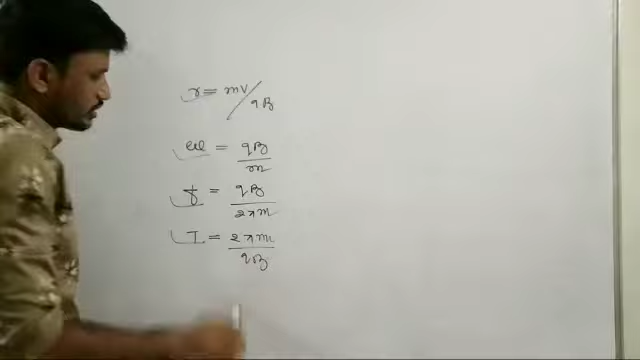 r = mv/qB
ω = qB/m
f = qB/2πm
T = 2πm/qB